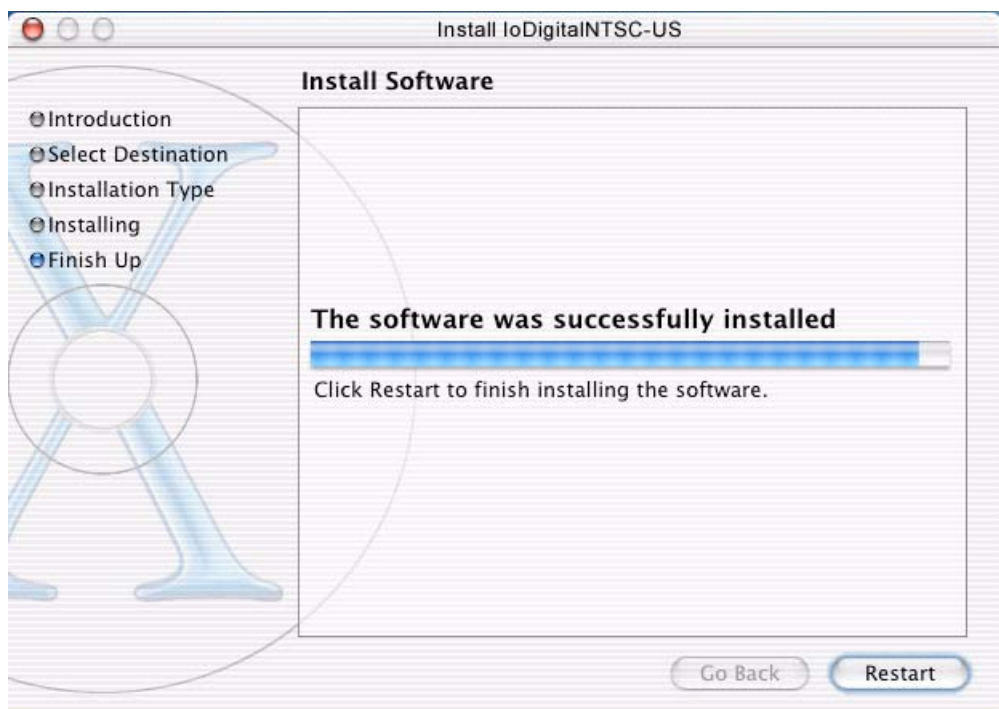 Install IoDigitalNTSC-US
Install Software
Introduction
Select Destination
Installation Type
Installing
Finish Up
The software was successfully installed
Click Restart to finish installing the software.
Go Back
Restart